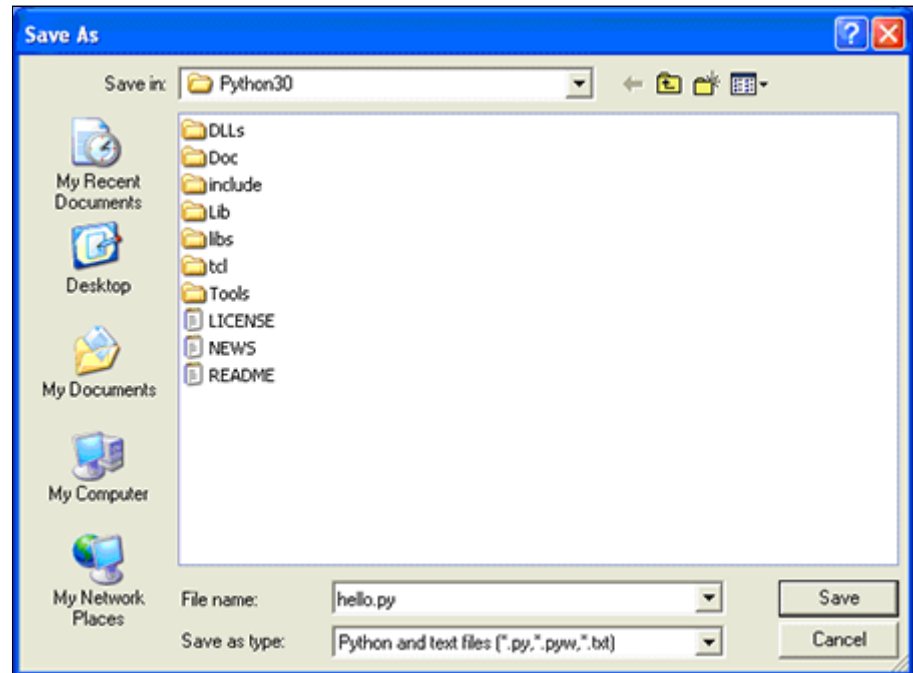 Save As
Save in:
Python30
My Recent
Documents
Desktop
My Documents
My Computer
My Network
Places
DLLs
Doc
include
Lib
libs
tcl
Tools
LICENSE
NEWS
README
File name:
hello.py
Save
Save as type:
Python and text files (*.py,*.pyw,*.txt)
Cancel